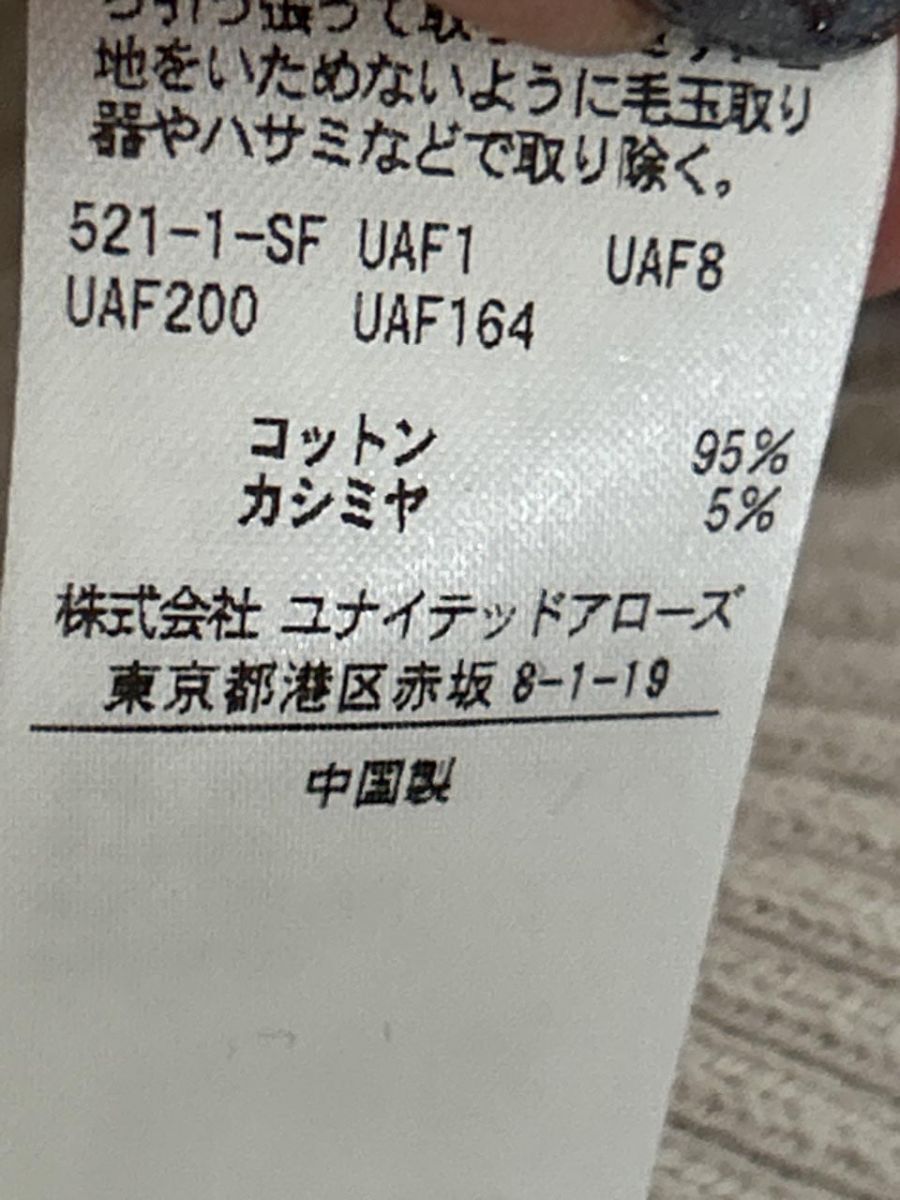 地をいためないように毛玉取り
器やハサミなどで取り除く。
521-1-SF UAF1 UAF8
UAF200 UAF164
コットン 95%
カシミヤ 5%
株式会社 ユナイテッドアローズ
東京都港区赤坂 8-1-19
中国製